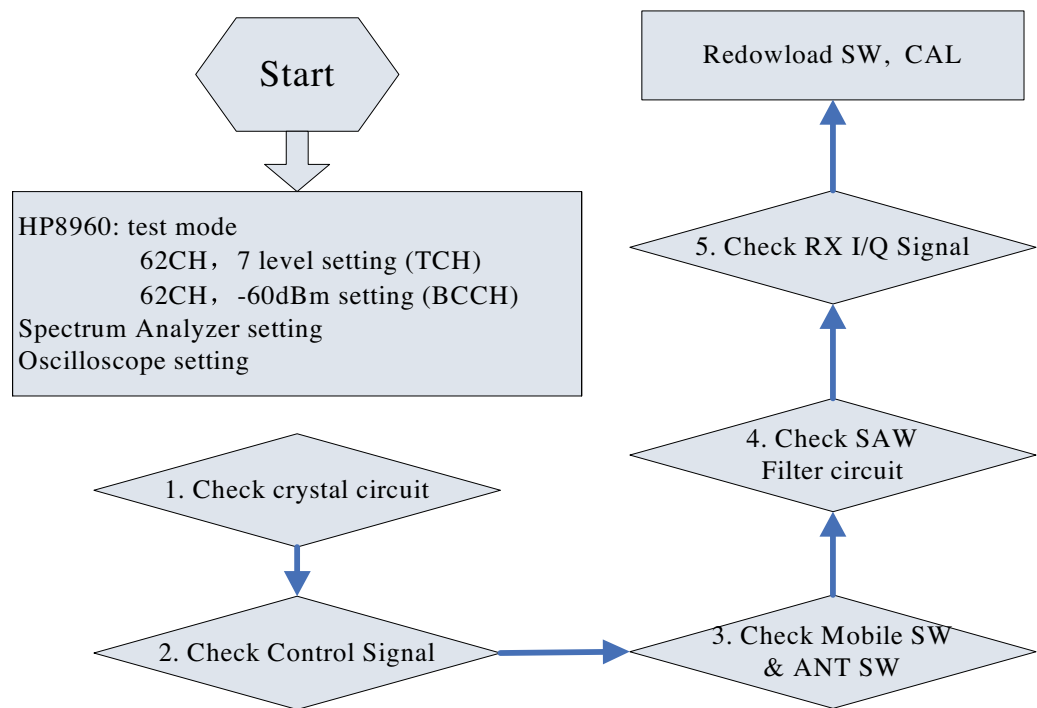 Start
HP8960: test mode
62CH，7 level setting (TCH)
62CH，-60dBm setting (BCCH)
Spectrum Analyzer setting
Oscilloscope setting
1. Check crystal circuit
2. Check Control Signal
3. Check Mobile SW
& ANT SW
4. Check SAW
Filter circuit
5. Check RX I/Q Signal
Redowload SW, CAL